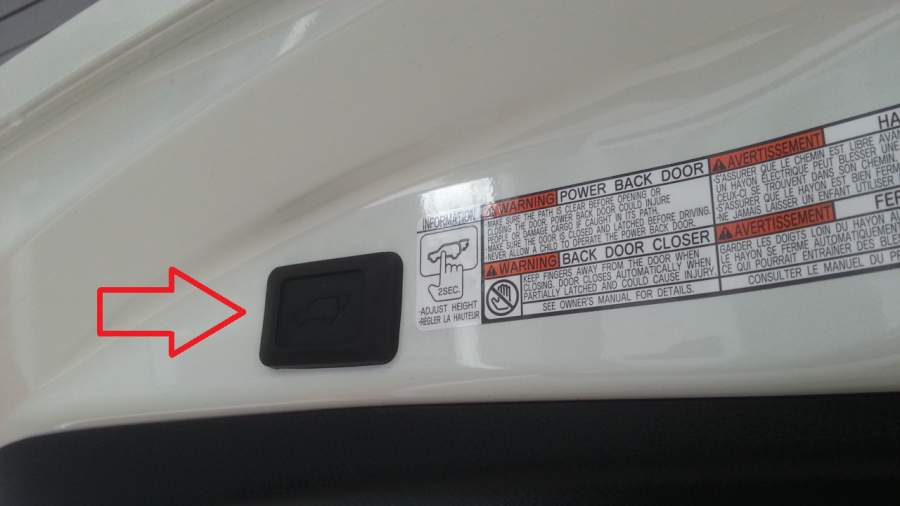 INFORMATION
2SEC.
·ADJUST HEIGHT
·RÉGLER LA HAUTEUR
WARNING POWER BACK DOOR
MAKE SURE THE PATH IS CLEAR BEFORE OPENING OR
CLOSING THE DOOR. POWER BACK DOOR COULD INJURE
PEOPLE OR DAMAGE CARGO IF CAUGHT IN ITS PATH.
MAKE SURE THE DOOR IS CLOSED AND LATCHED BEFORE DRIVING.
NEVER ALLOW A CHILD TO OPERATE THE POWER BACK DOOR.
WARNING BACK DOOR CLOSER
KEEP FINGERS AWAY FROM THE DOOR WHEN
CLOSING, DOOR CLOSES AUTOMATICALLY WHEN
PARTIALLY LATCHED AND COULD CAUSE INJURY.
SEE OWNER'S MANUAL FOR DETAILS.
AVERTISSEMENT HA
S'ASSURER QUE LE CHEMIN EST LIBRE AVAN
UN HAYON ÉLECTRIQUE PEUT BLESSER UNE
CEUX-CI SE TROUVENT DANS SON CHEMIN.
S'ASSURER QUE LE HAYON EST BIEN FERM
NE JAMAIS LAISSER UN ENFANT UTILISER
AVERTISSEMENT FER
GARDER LES DOIGTS LOIN DU HAYON AU
LE HAYON SE FERME AUTOMATIQUEMEN
CE QUI POURRAIT ENTRAÎNER DES BLE
CONSULTER LE MANUEL DU PR